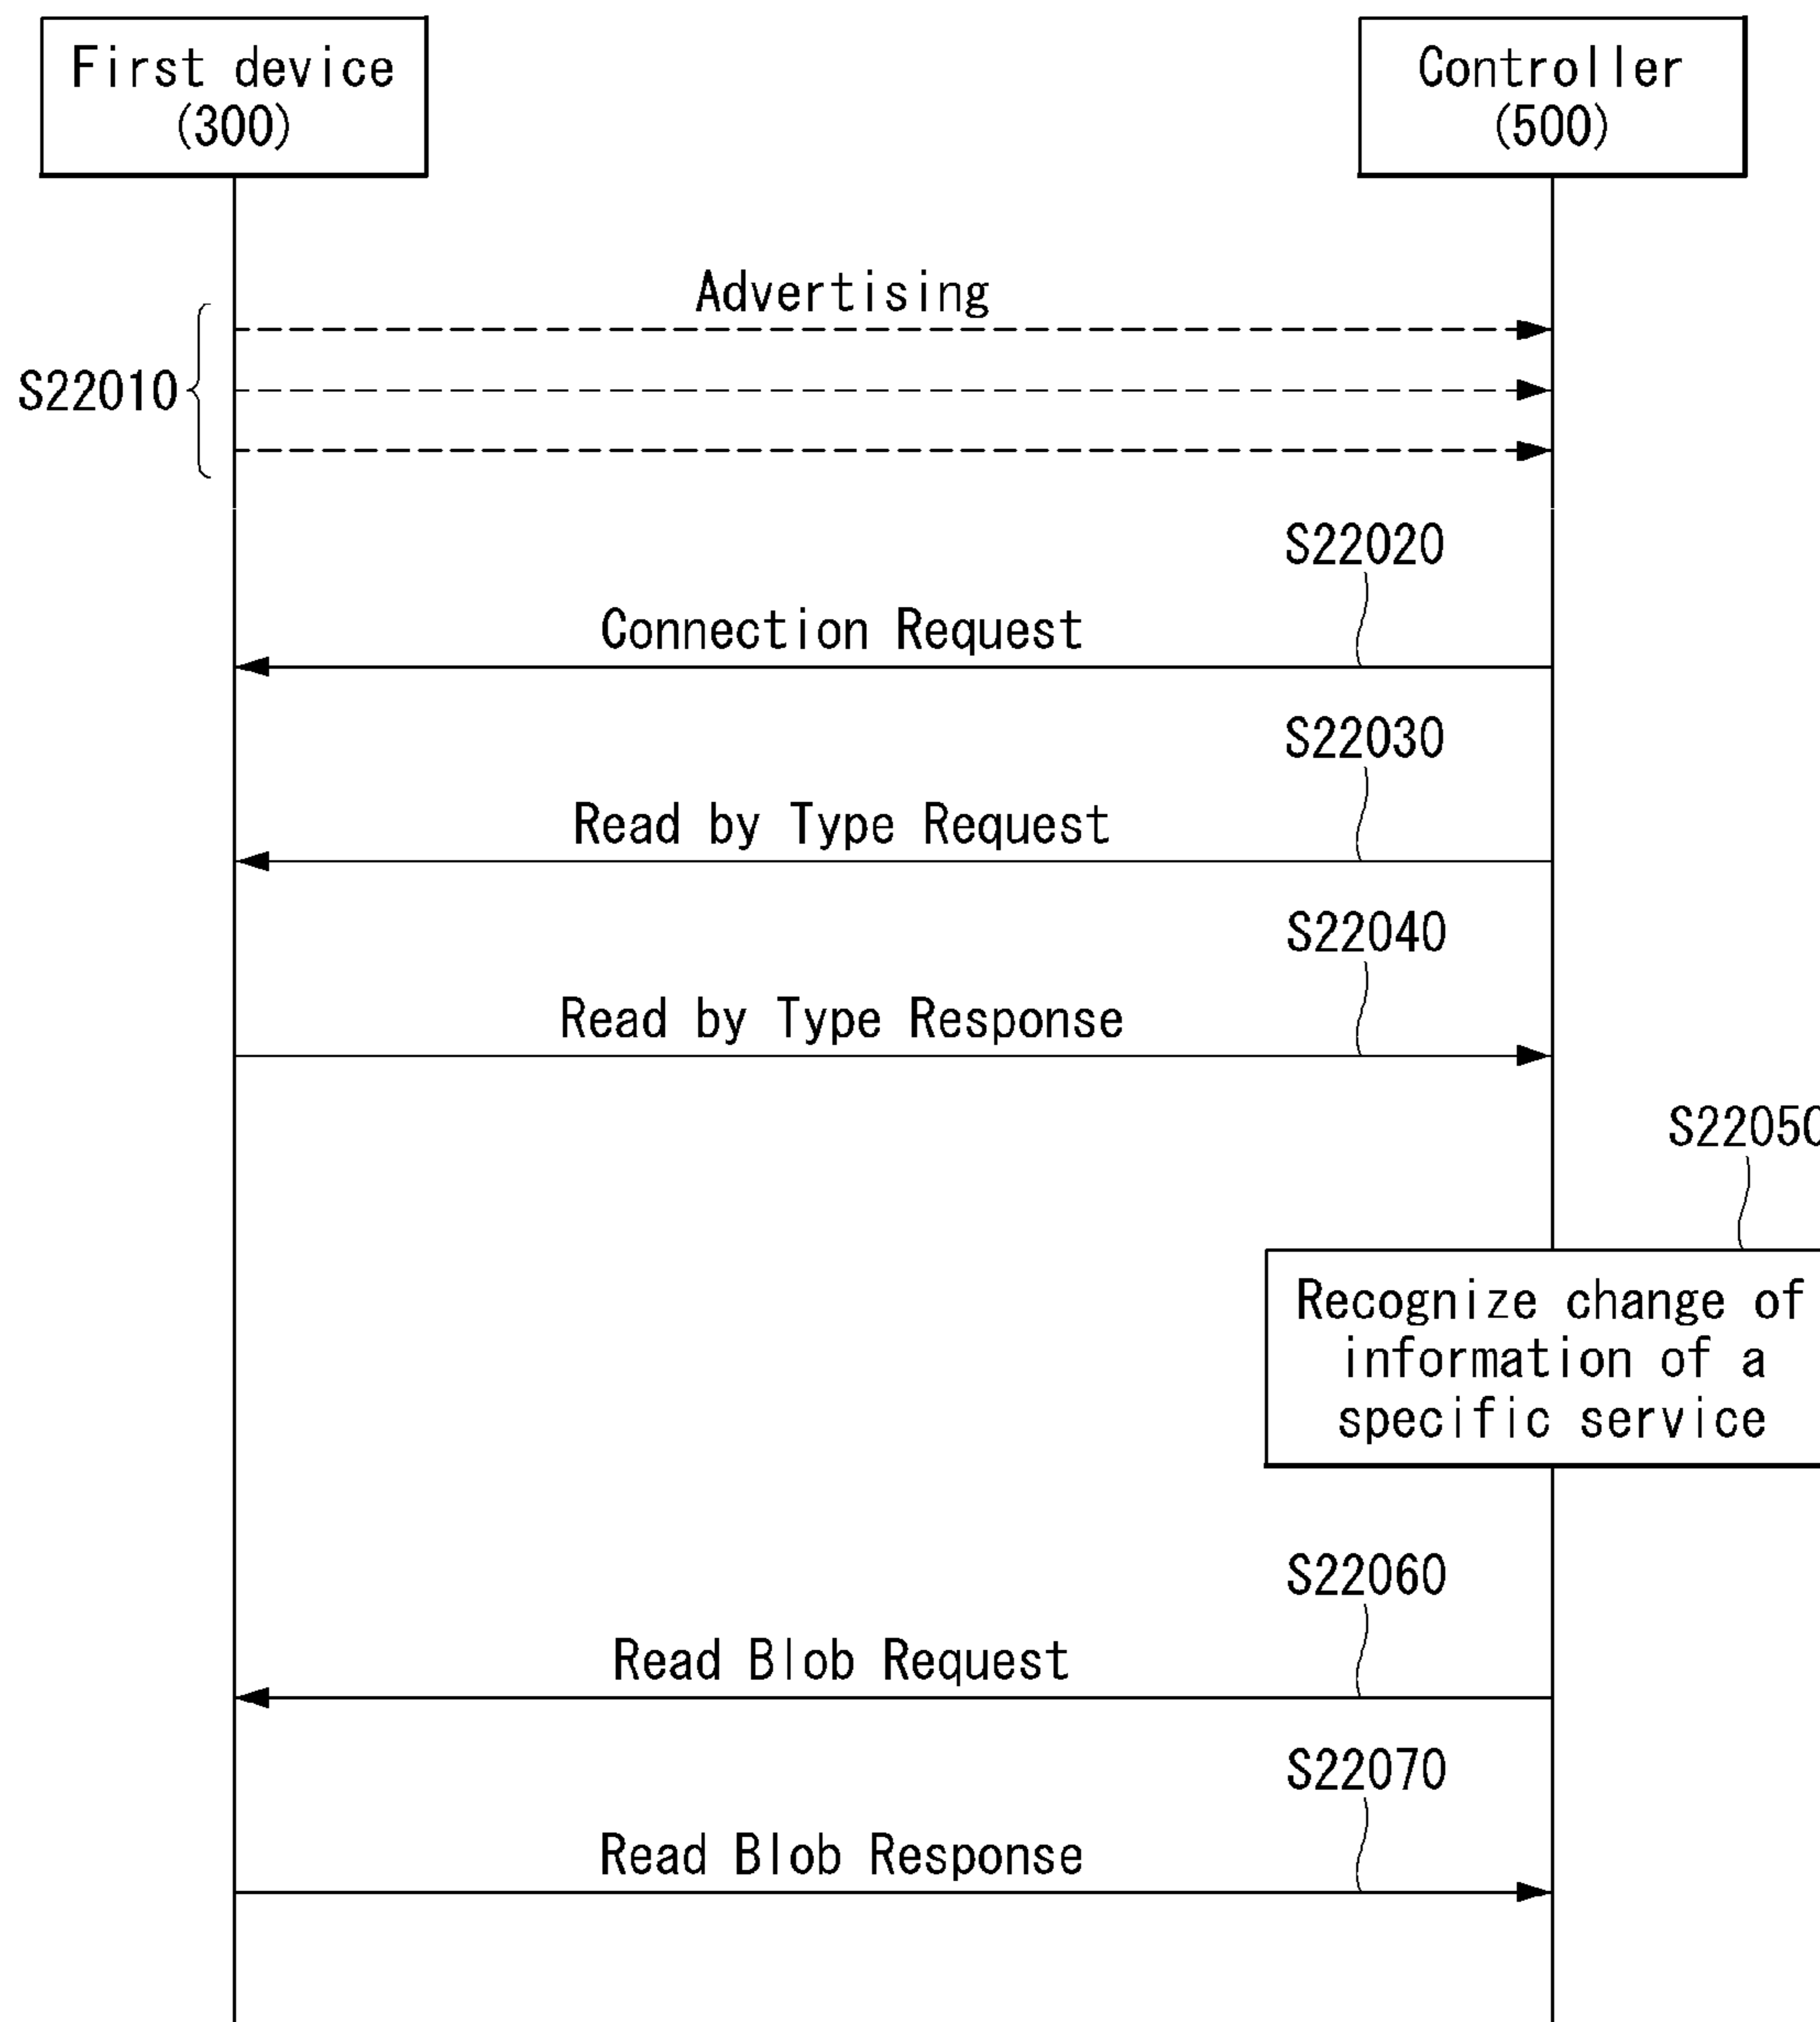 First device
(300)
Controller
(500)
Advertising
S22010
S22020
Connection Request
S22030
Read by Type Request
S22040
Read by Type Response
S22050
Recognize change of
information of a
specific service
S22060
Read Blob Request
S22070
Read Blob Response